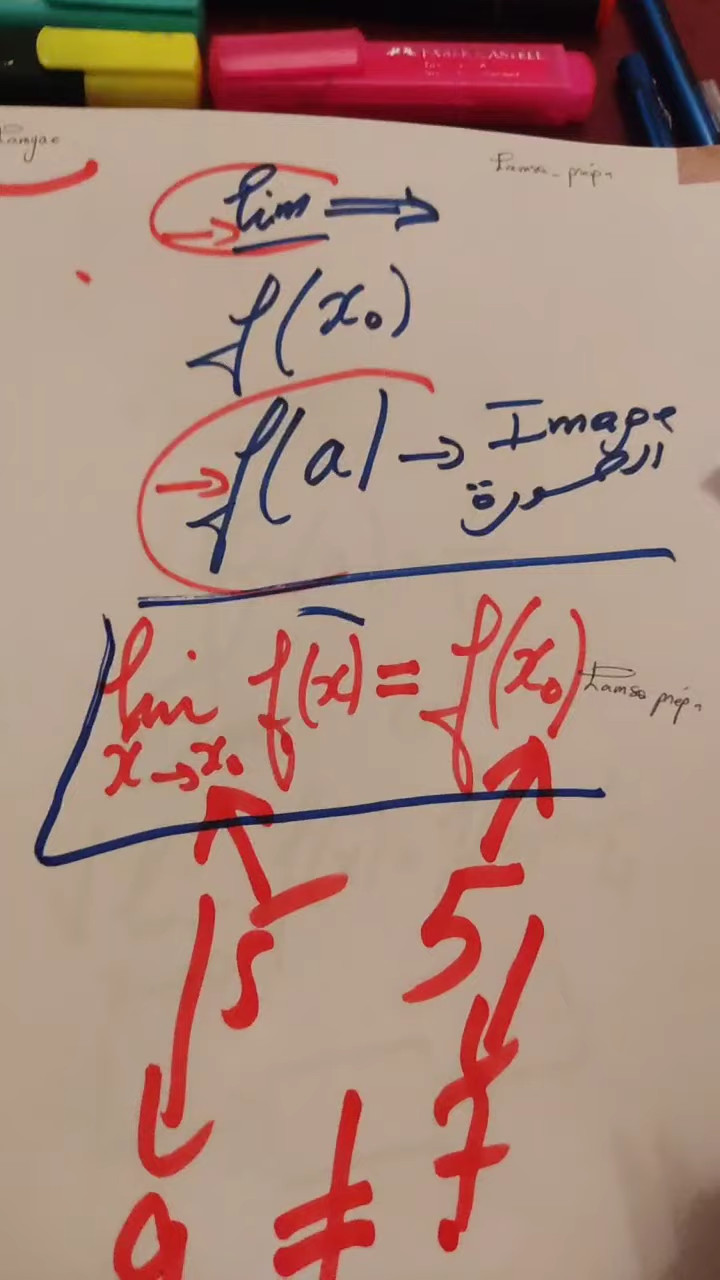 FABER-CASTELL
lim ⇒
f(x₀)
f(a) → Image
الصورة
lim f(x) = f(x₀)
x → x₀
5 5
9 ≠ 7